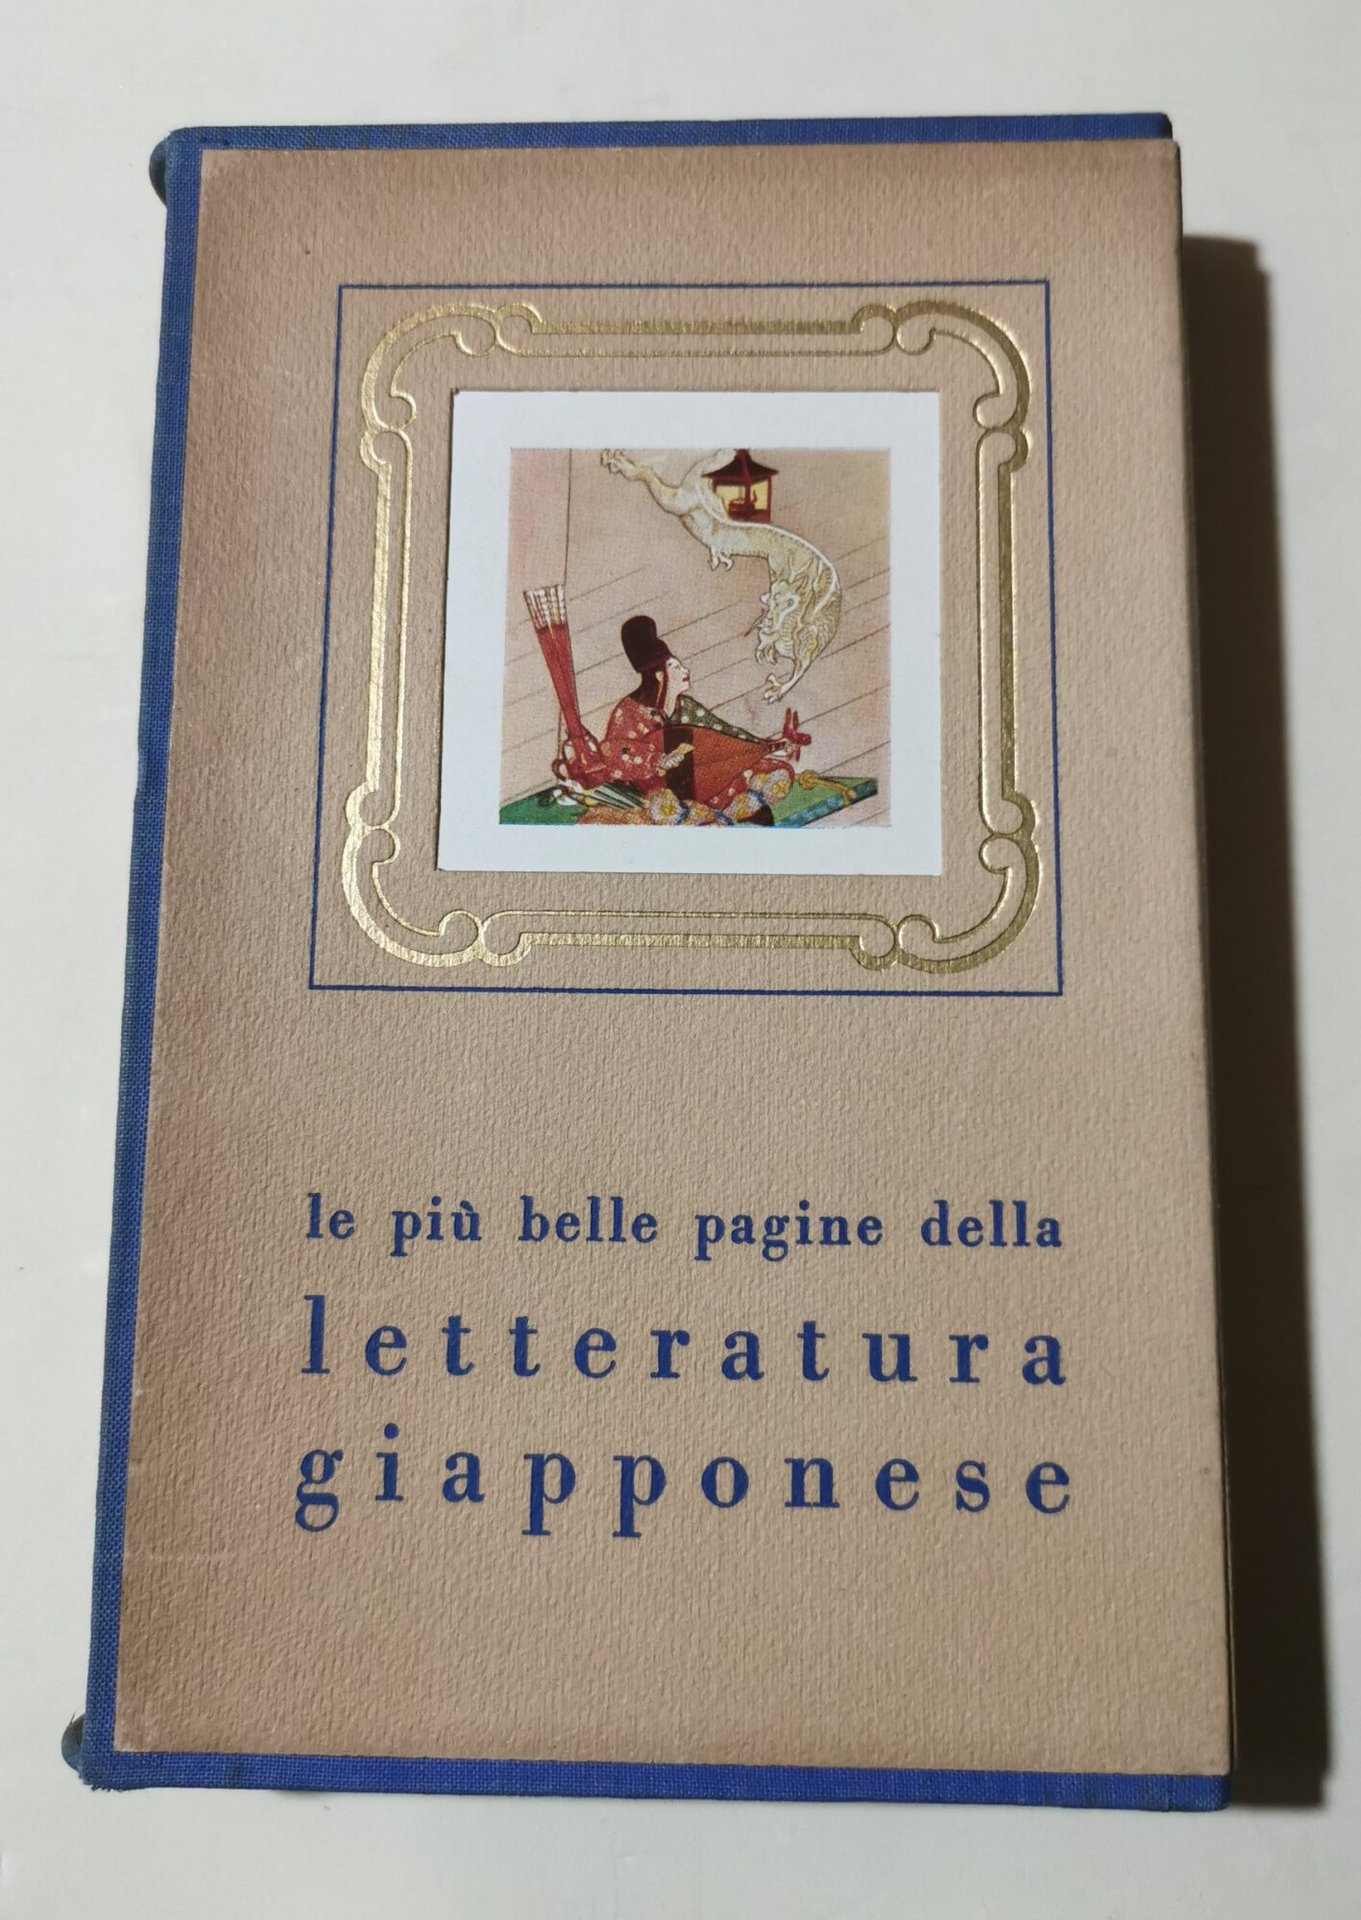 le più belle pagine della
letteratura
giapponese